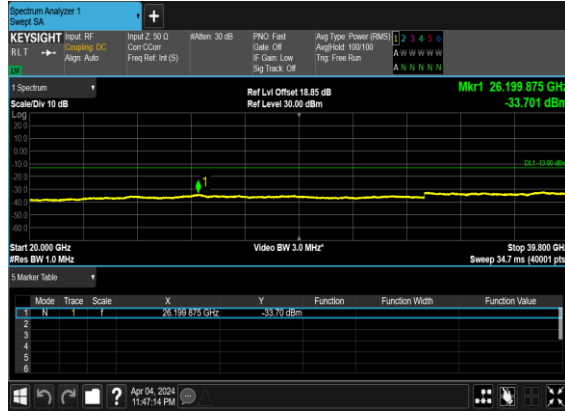 Spectrum Analyzer 1
Swept SA
KEYSIGHT Input: RF Input Z: 50 Ω #Atten: 30 dB PNO: Fast Avg Type: Power (RMS) 1 2 3 4 5 6
RLT Coupling: DC Corr CCorr Gate: Off Avg|Hold: 100/100 A W W W W W
Align: Auto Freq Ref: Int (S) IF Gain: Low Trig: Free Run
Sig Track: Off A N N N N N
1 Spectrum Ref Lvl Offset 18.85 dB Mkr1 26.199 875 GHz
Scale/Div 10 dB Ref Level 30.00 dBm -33.701 dBm
Log
20.0
10.0
0.00
-10.0 DL1 -13.00 dBm
-20.0
-30.0 1
-40.0
-50.0
-60.0
Start 20.000 GHz Video BW 3.0 MHz* Stop 39.800 GHz
#Res BW 1.0 MHz Sweep 34.7 ms (40001 pts)
5 Marker Table
Mode Trace Scale X Y Function Function Width Function Value
1 N 1 f 26.199 875 GHz -33.70 dBm
2
3
4
5
6
? Apr 04, 2024
11:47:14 PM